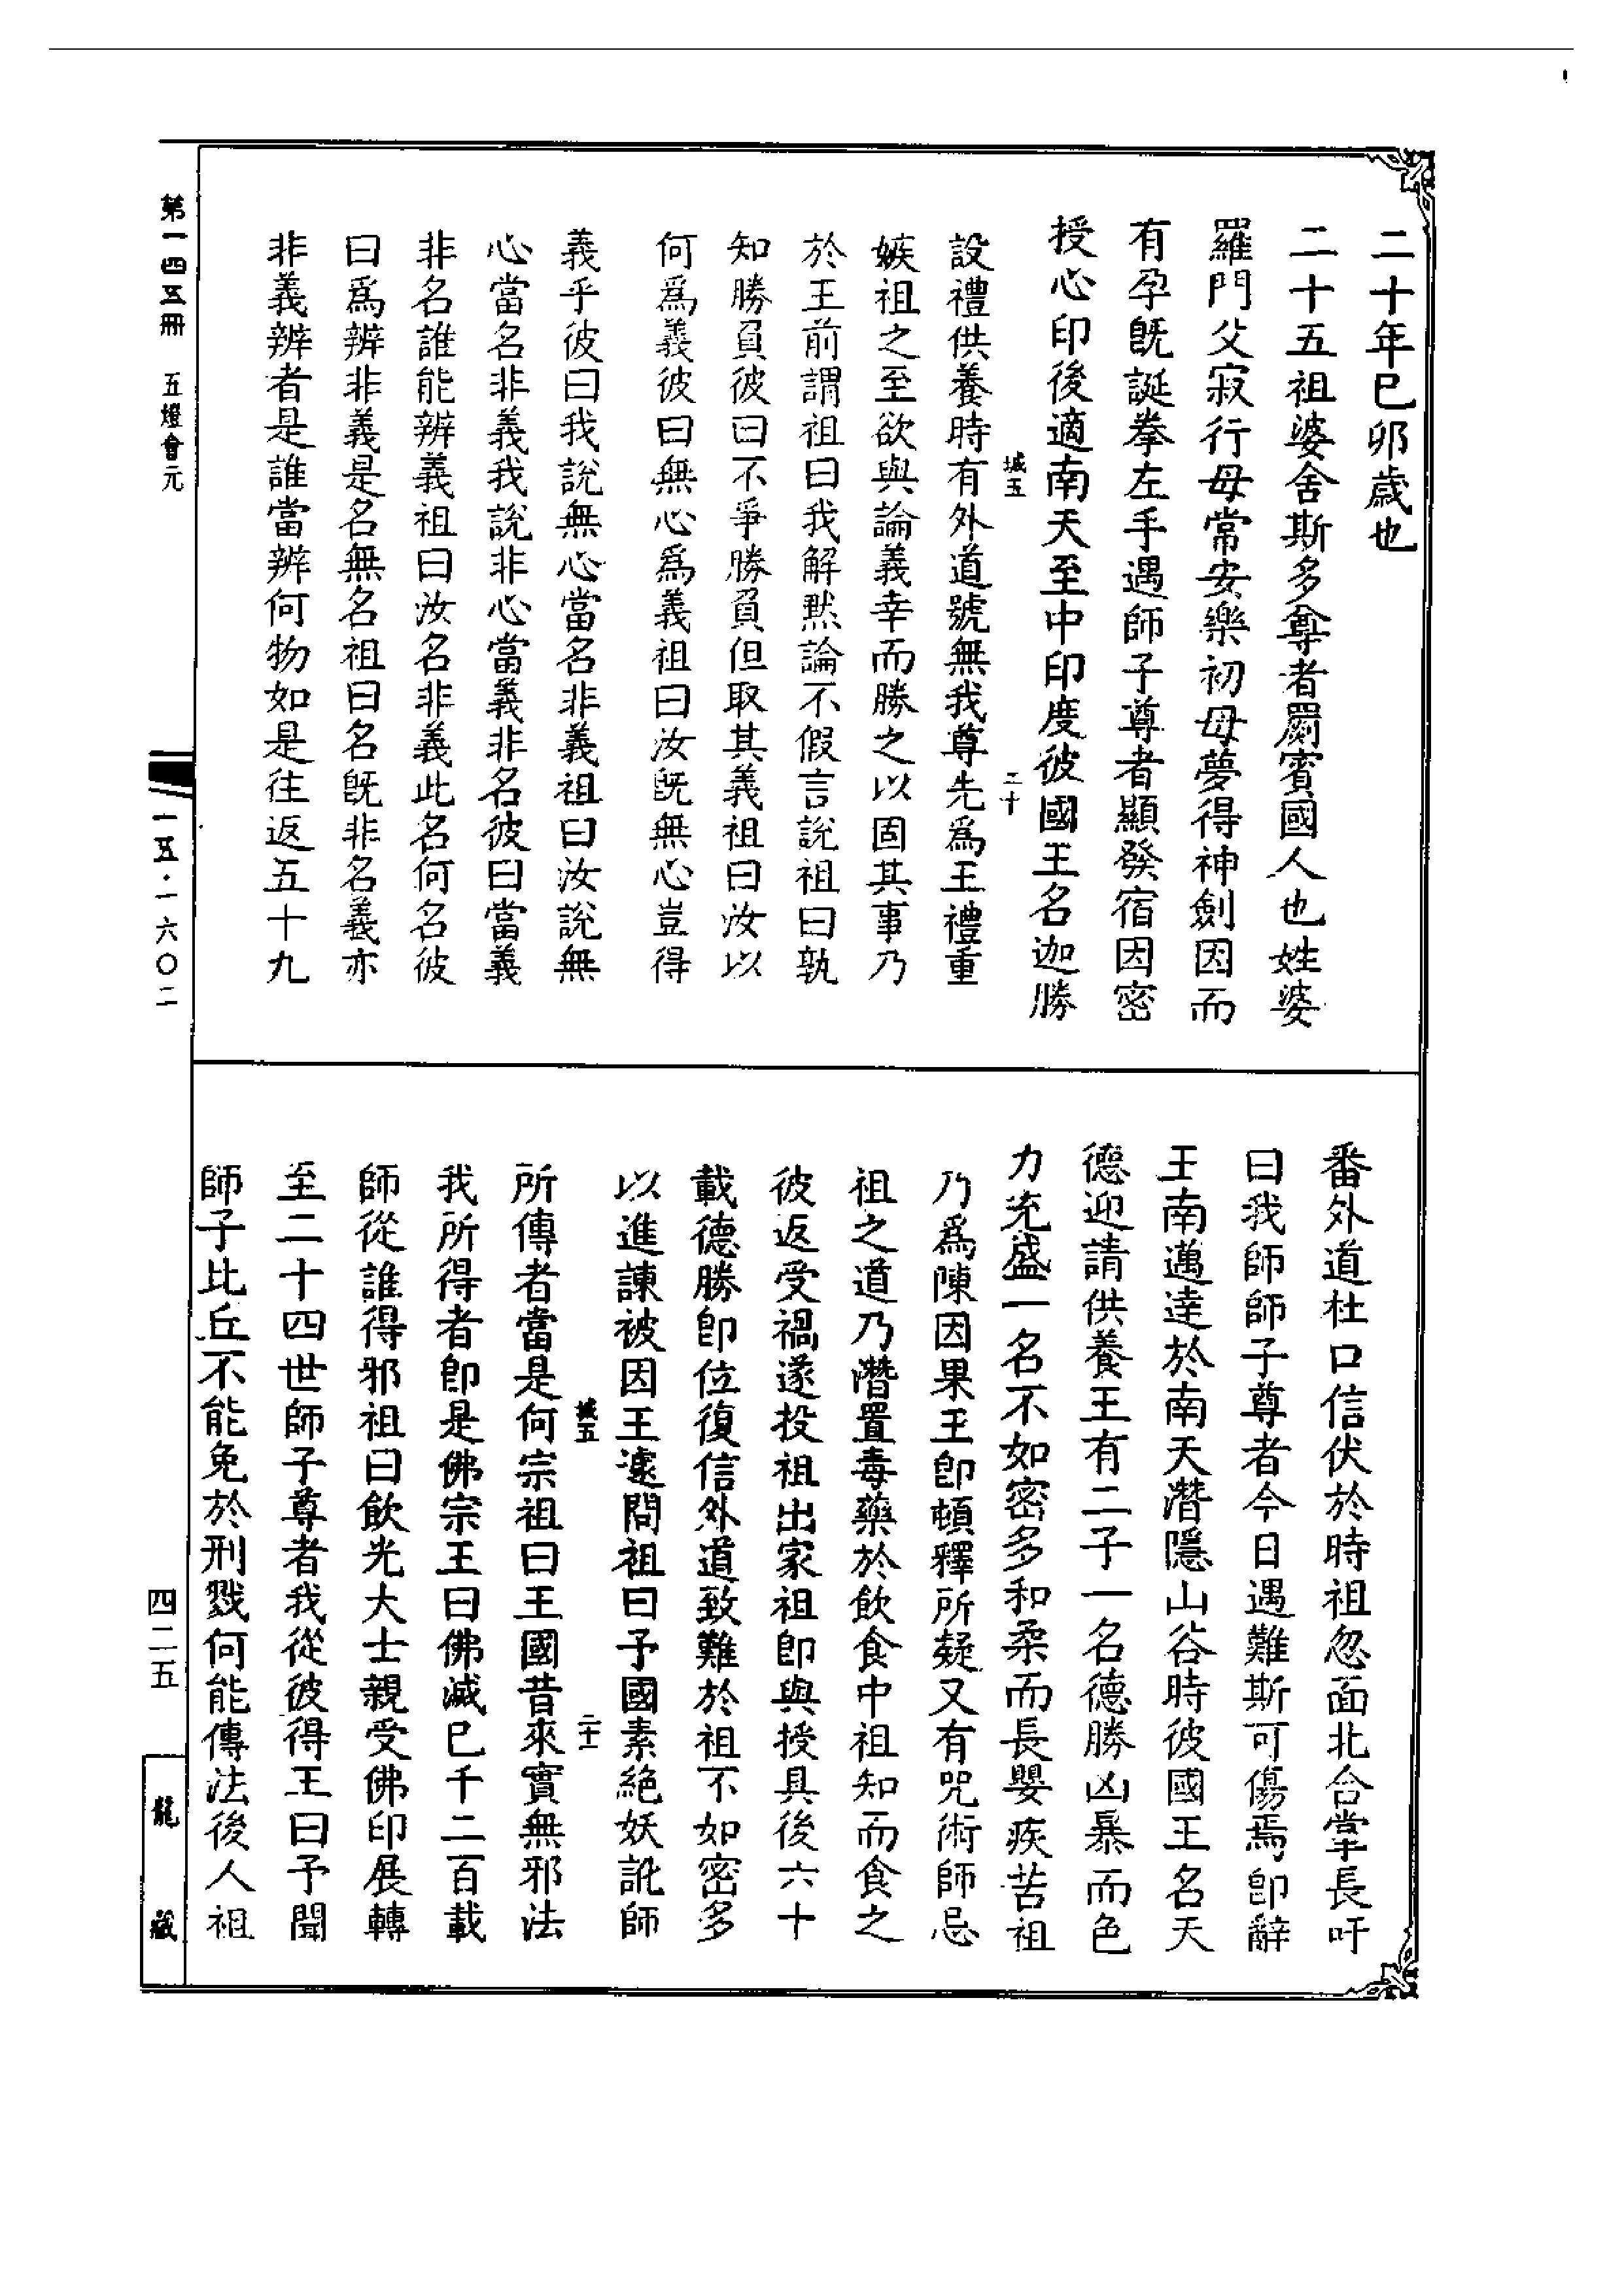 二十年巳卯歳也
二十五祖婆舍斯多尊者罽賓國人也姓婆
羅門父寂行母常安樂初母夢得神劍因而
有孕旣誕拳左手遇師子尊者顯發宿因密
授心印後適南天至中印度彼國王名迦勝
城五
二十
設禮供養時有外道號無我尊先爲王禮重
嫉祖之至欲與論義幸而勝之以固其事乃
於王前謂祖曰我解黙論不假言說祖曰孰
知勝負彼曰不爭勝負但取其義祖曰汝以
何爲義彼曰無心爲義祖曰汝旣無心豈得
義乎彼曰我說無心當名非義祖曰汝說無
心當名非義我說非心當義非名彼曰當義
非名誰能辨義祖曰汝名非義此名何名彼
曰爲辨非義是名無名祖曰名旣非名義亦
非義辨者是誰當辨何物如是往返五十九
番外道杜口信伏於時祖忽面北合掌長吁
曰我師師子尊者今日遇難斯可傷焉卽辭
王南邁達於南天潛隱山谷時彼國王名天
德迎請供養王有二子一名德勝凶暴而色
力充盛一名不如密多和柔而長嬰疾苦祖
乃爲陳因果王卽頓釋所疑又有咒術師忌
祖之道乃潛置毒藥於飮食中祖知而食之
彼返受禍遂投祖出家祖卽與授具後六十
載德勝卽位復信外道致難於祖不如密多
以進諫被囚王遽問祖曰予國素絕妖訛師
城五
二十一
所傳者當是何宗祖曰王國昔來實無邪法
我所得者卽是佛宗王曰佛滅巳千二百載
師從誰得邪祖曰飮光大士親受佛印展轉
至二十四世師子尊者我從彼得王曰予聞
師子比丘不能免於刑戮何能傳法後人祖
第一四五冊　五燈會元
一五·一六〇二
四二五
龍藏